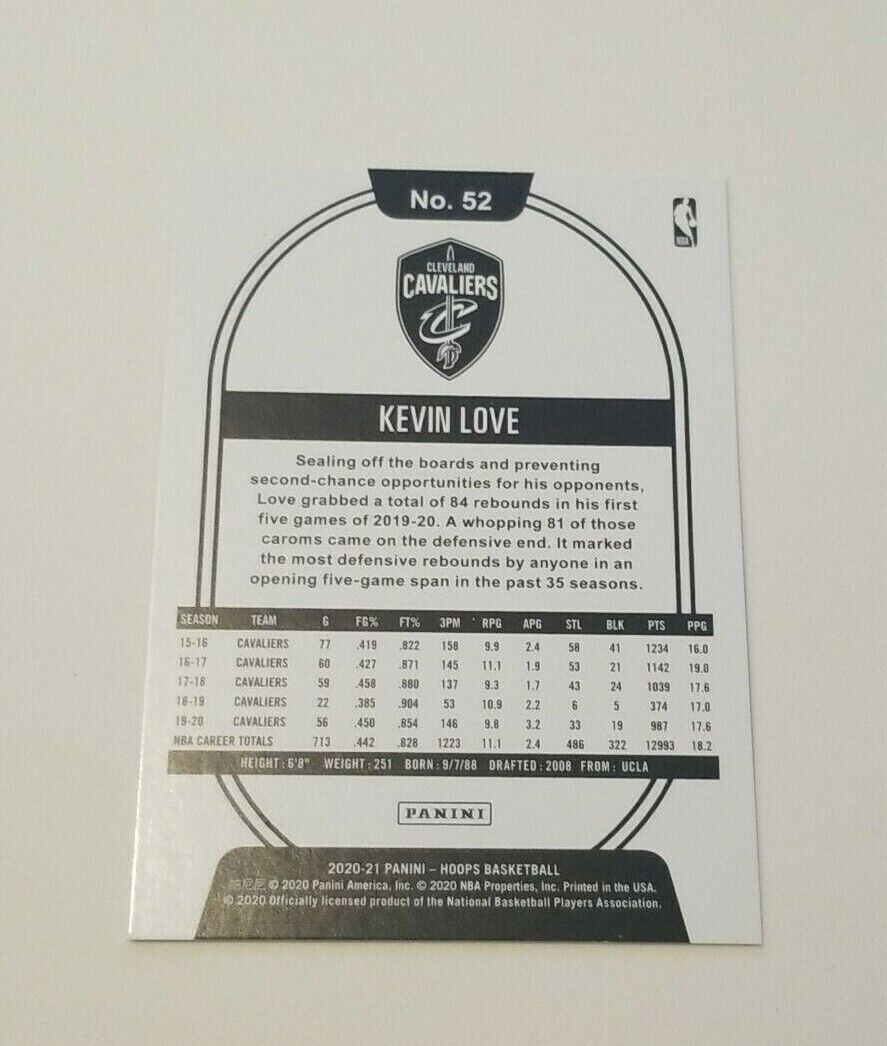 No. 52
NBA
CLEVELAND
CAVALIERS
C
KEVIN LOVE
Sealing off the boards and preventing
second-chance opportunities for his opponents,
Love grabbed a total of 84 rebounds in his first
five games of 2019-20. A whopping 81 of those
caroms came on the defensive end. It marked
the most defensive rebounds by anyone in an
opening five-game span in the past 35 seasons.
SEASON TEAM G FG% FT% 3PM RPG APG STL BLK PTS PPG
15-16 CAVALIERS 77 .419 .822 158 9.9 2.4 58 41 1234 16.0
16-17 CAVALIERS 60 .427 .871 145 11.1 1.9 53 21 1142 19.0
17-18 CAVALIERS 59 .458 .880 137 9.3 1.7 43 24 1039 17.6
18-19 CAVALIERS 22 .385 .904 53 10.9 2.2 6 5 374 17.0
19-20 CAVALIERS 56 .450 .854 146 9.8 3.2 33 19 987 17.6
NBA CAREER TOTALS 713 .442 .828 1223 11.1 2.4 486 322 12993 18.2
HEIGHT: 6'8" WEIGHT: 251 BORN: 9/7/88 DRAFTED: 2008 FROM: UCLA
PANINI
2020-21 PANINI – HOOPS BASKETBALL
帕尼尼 © 2020 Panini America, Inc. © 2020 NBA Properties, Inc. Printed in the USA.
© 2020 Officially licensed product of the National Basketball Players Association.